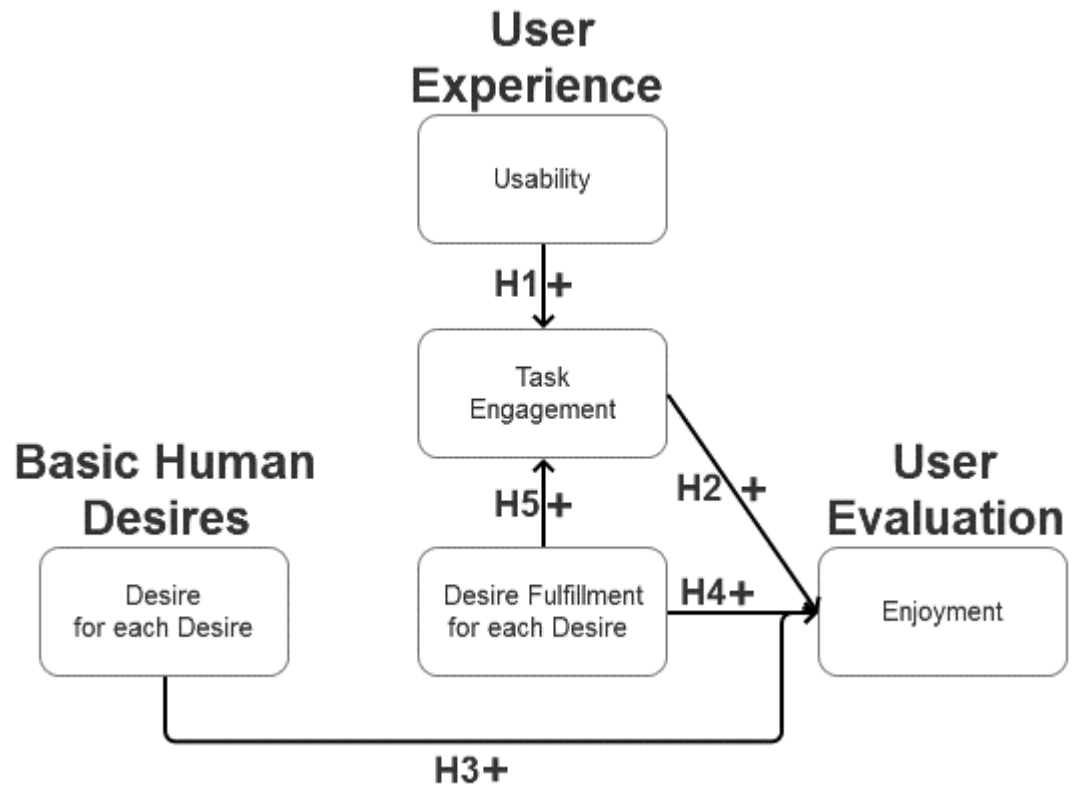 User
Experience
Usability
H1+
Task
Engagement
Basic Human
Desires
H2 +
User
Evaluation
H5+
Desire
for each Desire
Desire Fulfillment
for each Desire
H4+
Enjoyment
H3+